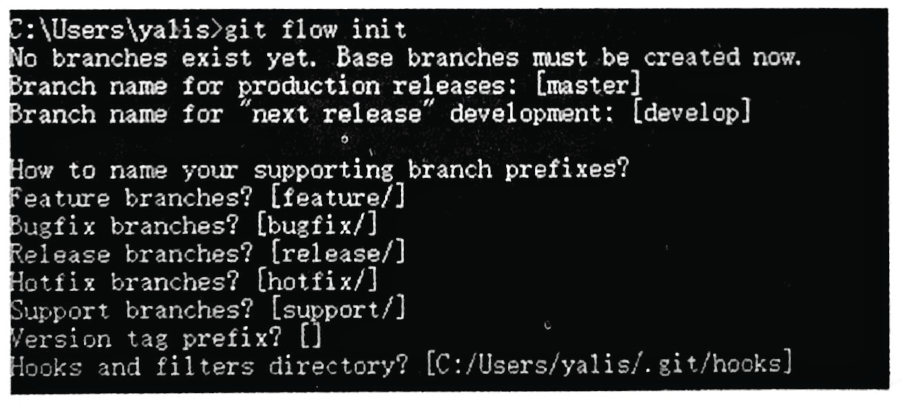 C:\Users\yalis>git flow init
No branches exist yet. Base branches must be created now.
Branch name for production releases: [master]
Branch name for "next release" development: [develop]
How to name your supporting branch prefixes?
Feature branches? [feature/]
Bugfix branches? [bugfix/]
Release branches? [release/]
Hotfix branches? [hotfix/]
Support branches? [support/]
Version tag prefix? []
Hooks and filters directory? [C:/Users/yalis/.git/hooks]